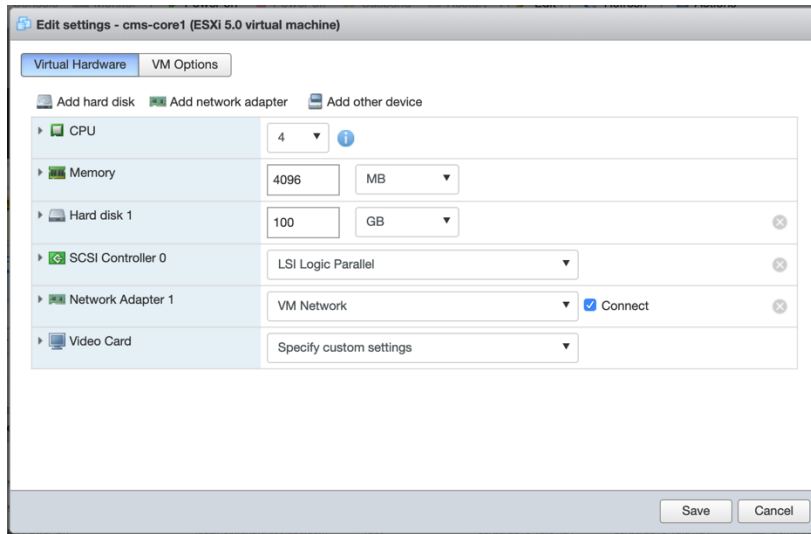 Edit settings - cms-core1 (ESXi 5.0 virtual machine)
Virtual Hardware VM Options
Add hard disk Add network adapter Add other device
CPU 4
Memory 4096 MB
Hard disk 1 100 GB
SCSI Controller 0 LSI Logic Parallel
Network Adapter 1 VM Network Connect
Video Card Specify custom settings
Save Cancel